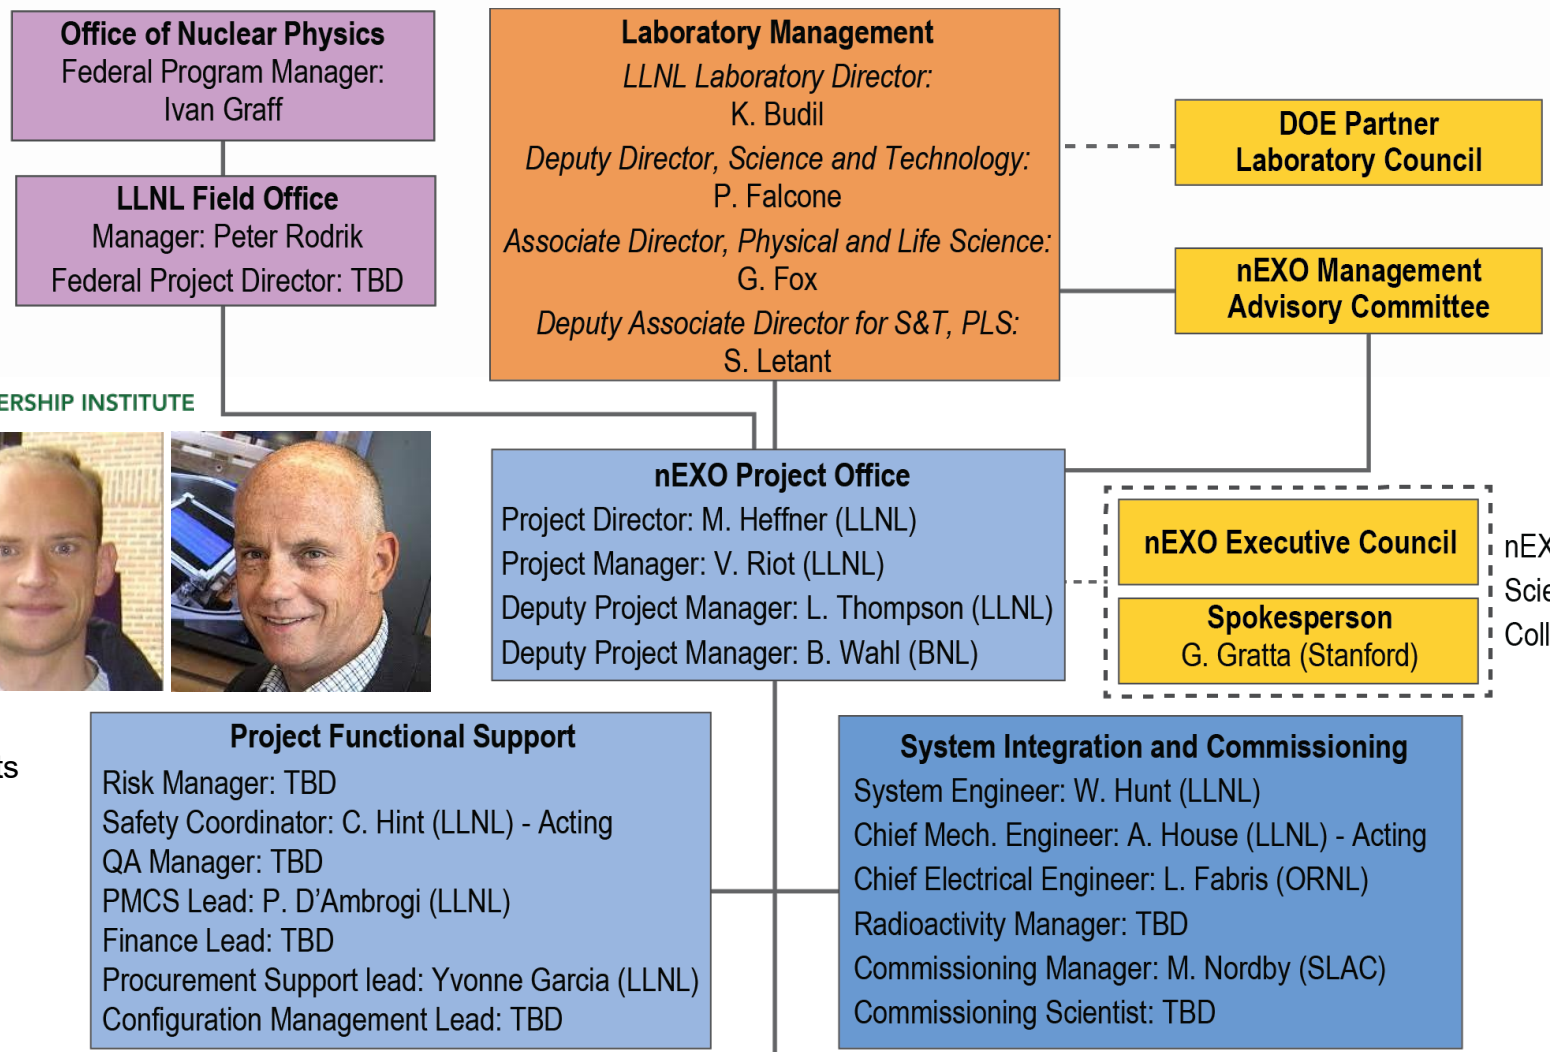 Office of Nuclear Physics
Federal Program Manager:
Ivan Graff
LLNL Field Office
Manager: Peter Rodrik
Federal Project Director: TBD
Laboratory Management
LLNL Laboratory Director:
K. Budil
Deputy Director, Science and Technology:
P. Falcone
Associate Director, Physical and Life Science:
G. Fox
Deputy Associate Director for S&T, PLS:
S. Letant
DOE Partner
Laboratory Council
nEXO Management
Advisory Committee
ERSHIP INSTITUTE
nEXO Project Office
Project Director: M. Heffner (LLNL)
Project Manager: V. Riot (LLNL)
Deputy Project Manager: L. Thompson (LLNL)
Deputy Project Manager: B. Wahl (BNL)
nEXO Executive Council
Spokesperson
G. Gratta (Stanford)
nEX
Scie
Coll
ts
Project Functional Support
Risk Manager: TBD
Safety Coordinator: C. Hint (LLNL) - Acting
QA Manager: TBD
PMCS Lead: P. D’Ambrogi (LLNL)
Finance Lead: TBD
Procurement Support lead: Yvonne Garcia (LLNL)
Configuration Management Lead: TBD
System Integration and Commissioning
System Engineer: W. Hunt (LLNL)
Chief Mech. Engineer: A. House (LLNL) - Acting
Chief Electrical Engineer: L. Fabris (ORNL)
Radioactivity Manager: TBD
Commissioning Manager: M. Nordby (SLAC)
Commissioning Scientist: TBD